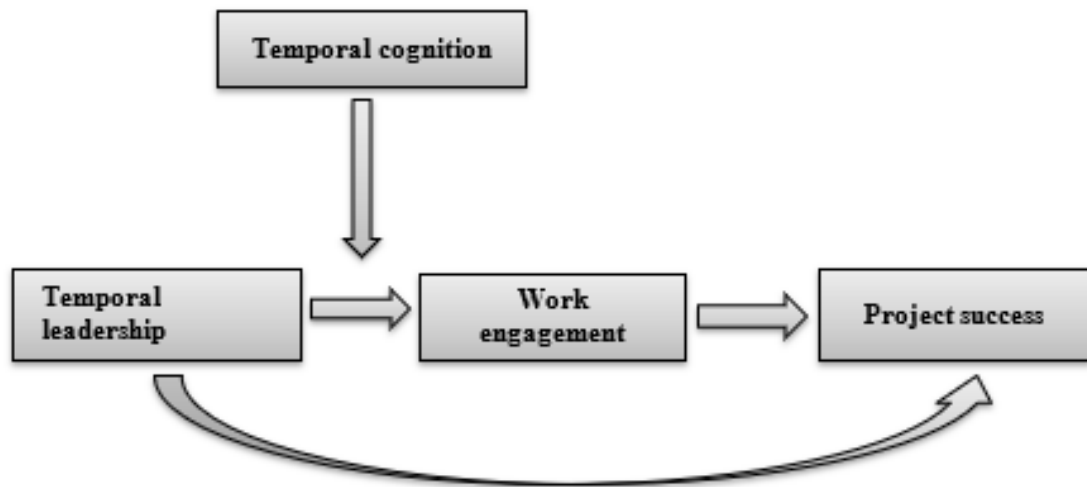 Temporal cognition
Temporal
leadership
Work
engagement
Project success